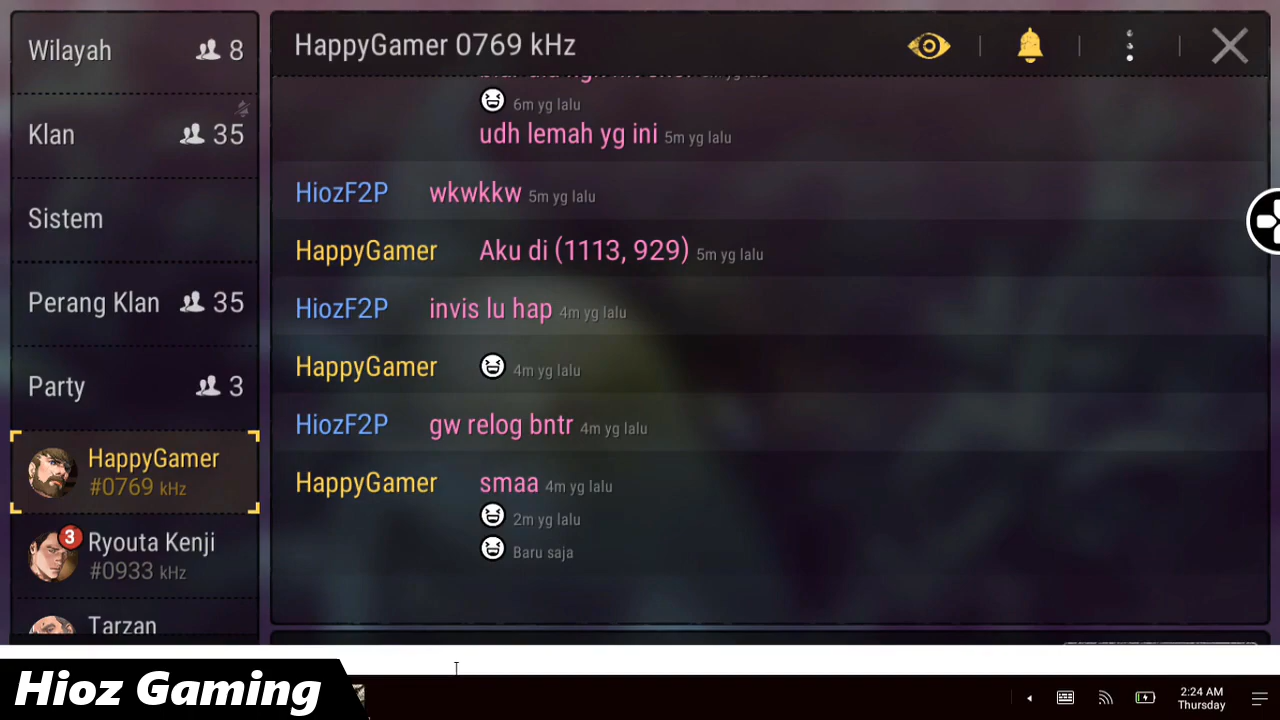 Wilayah 8
Klan 35
Sistem
Perang Klan 35
Party 3
HappyGamer
#0769 kHz
3
Ryouta Kenji
#0933 kHz
Tarzan
HappyGamer 0769 kHz
6m yg lalu
udh lemah yg ini 5m yg lalu
HiozF2P wkwkkw 5m yg lalu
HappyGamer Aku di (1113, 929) 5m yg lalu
HiozF2P invis lu hap 4m yg lalu
HappyGamer 4m yg lalu
HiozF2P gw relog bntr 4m yg lalu
HappyGamer smaa 4m yg lalu
2m yg lalu
Baru saja
Hioz Gaming
2:24 AM
Thursday